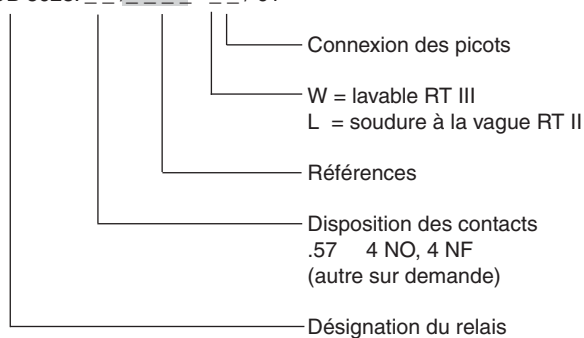 Connexion des picots
W = lavable RT III
L = soudure à la vague RT II
Références
Disposition des contacts
.57 4 NO, 4 NF
(autre sur demande)
Désignation du relais